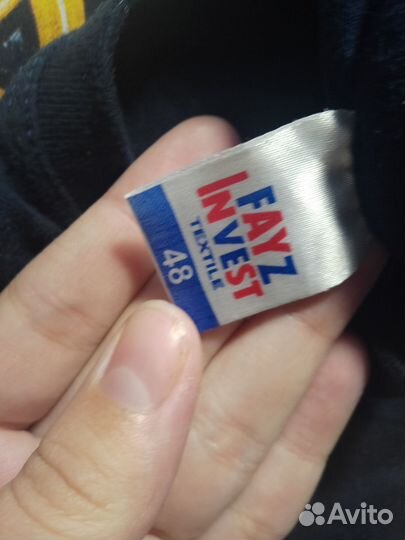 FAYZ
INVEST
TEXTILE
48
Avito